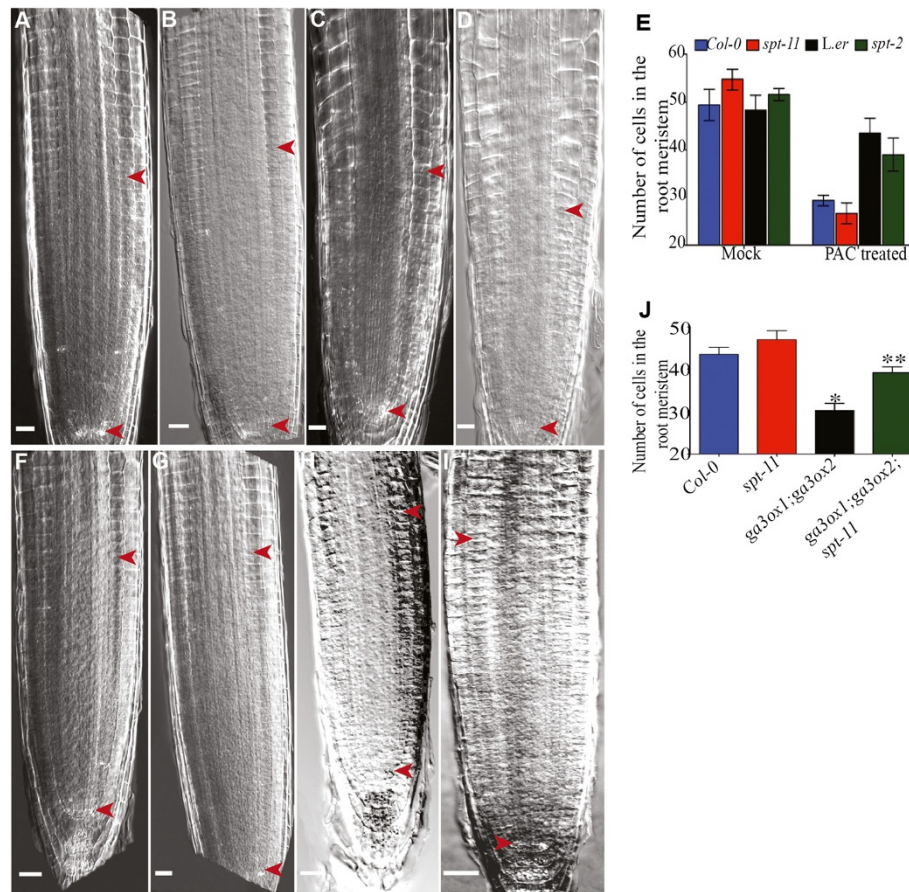 A B C D
E
Col-0 spt-11 L.er spt-2
Number of cells in the
root meristem
60
50
40
30
20
Mock PAC treated
F G H I
J
Number of cells in the
root meristem
50
40
30
20
* **
Col-0
spt-11
ga3ox1;ga3ox2
ga3ox1;ga3ox2;
spt-11